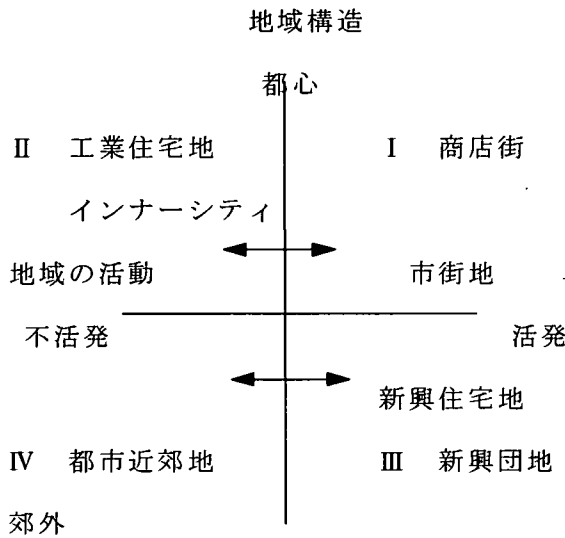 地域構造
都心
Ⅱ 工業住宅地 Ⅰ 商店街
インナーシティ
地域の活動 市街地
不活発 活発
新興住宅地
Ⅳ 都市近郊地 Ⅲ 新興団地
郊外